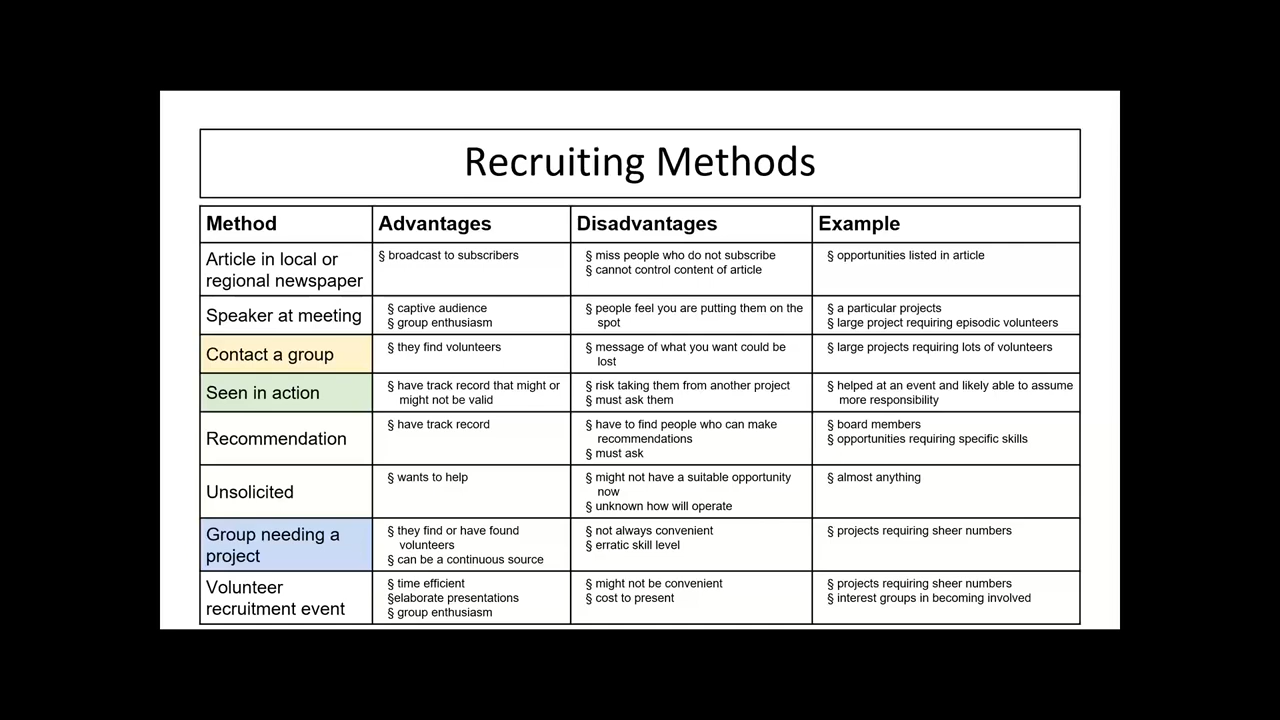 Recruiting Methods
Method Advantages Disadvantages Example
Article in local or
regional newspaper
§ broadcast to subscribers
§ miss people who do not subscribe
§ cannot control content of article
§ opportunities listed in article
Speaker at meeting
§ captive audience
§ group enthusiasm
§ people feel you are putting them on the
spot
§ a particular projects
§ large project requiring episodic volunteers
Contact a group
§ they find volunteers
§ message of what you want could be
lost
§ large projects requiring lots of volunteers
Seen in action
§ have track record that might or
might not be valid
§ risk taking them from another project
§ must ask them
§ helped at an event and likely able to assume
more responsibility
Recommendation
§ have track record
§ have to find people who can make
recommendations
§ must ask
§ board members
§ opportunities requiring specific skills
Unsolicited
§ wants to help
§ might not have a suitable opportunity
now
§ unknown how will operate
§ almost anything
Group needing a
project
§ they find or have found
volunteers
§ can be a continuous source
§ not always convenient
§ erratic skill level
§ projects requiring sheer numbers
Volunteer
recruitment event
§ time efficient
§elaborate presentations
§ group enthusiasm
§ might not be convenient
§ cost to present
§ projects requiring sheer numbers
§ interest groups in becoming involved